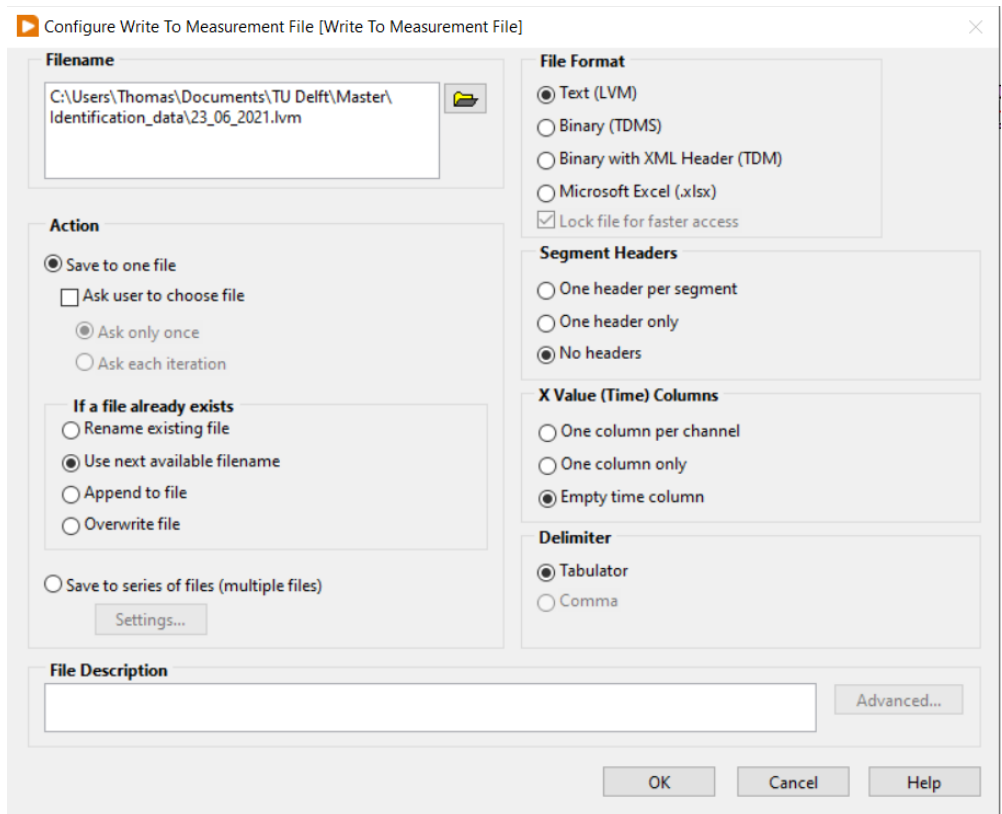 Configure Write To Measurement File [Write To Measurement File]
Filename
C:\Users\Thomas\Documents\TU Delft\Master\
Identification_data\23_06_2021.lvm
Action
Save to one file
Ask user to choose file
Ask only once
Ask each iteration
If a file already exists
Rename existing file
Use next available filename
Append to file
Overwrite file
Save to series of files (multiple files)
Settings...
File Format
Text (LVM)
Binary (TDMS)
Binary with XML Header (TDM)
Microsoft Excel (.xlsx)
Lock file for faster access
Segment Headers
One header per segment
One header only
No headers
X Value (Time) Columns
One column per channel
One column only
Empty time column
Delimiter
Tabulator
Comma
File Description
Advanced...
OK
Cancel
Help